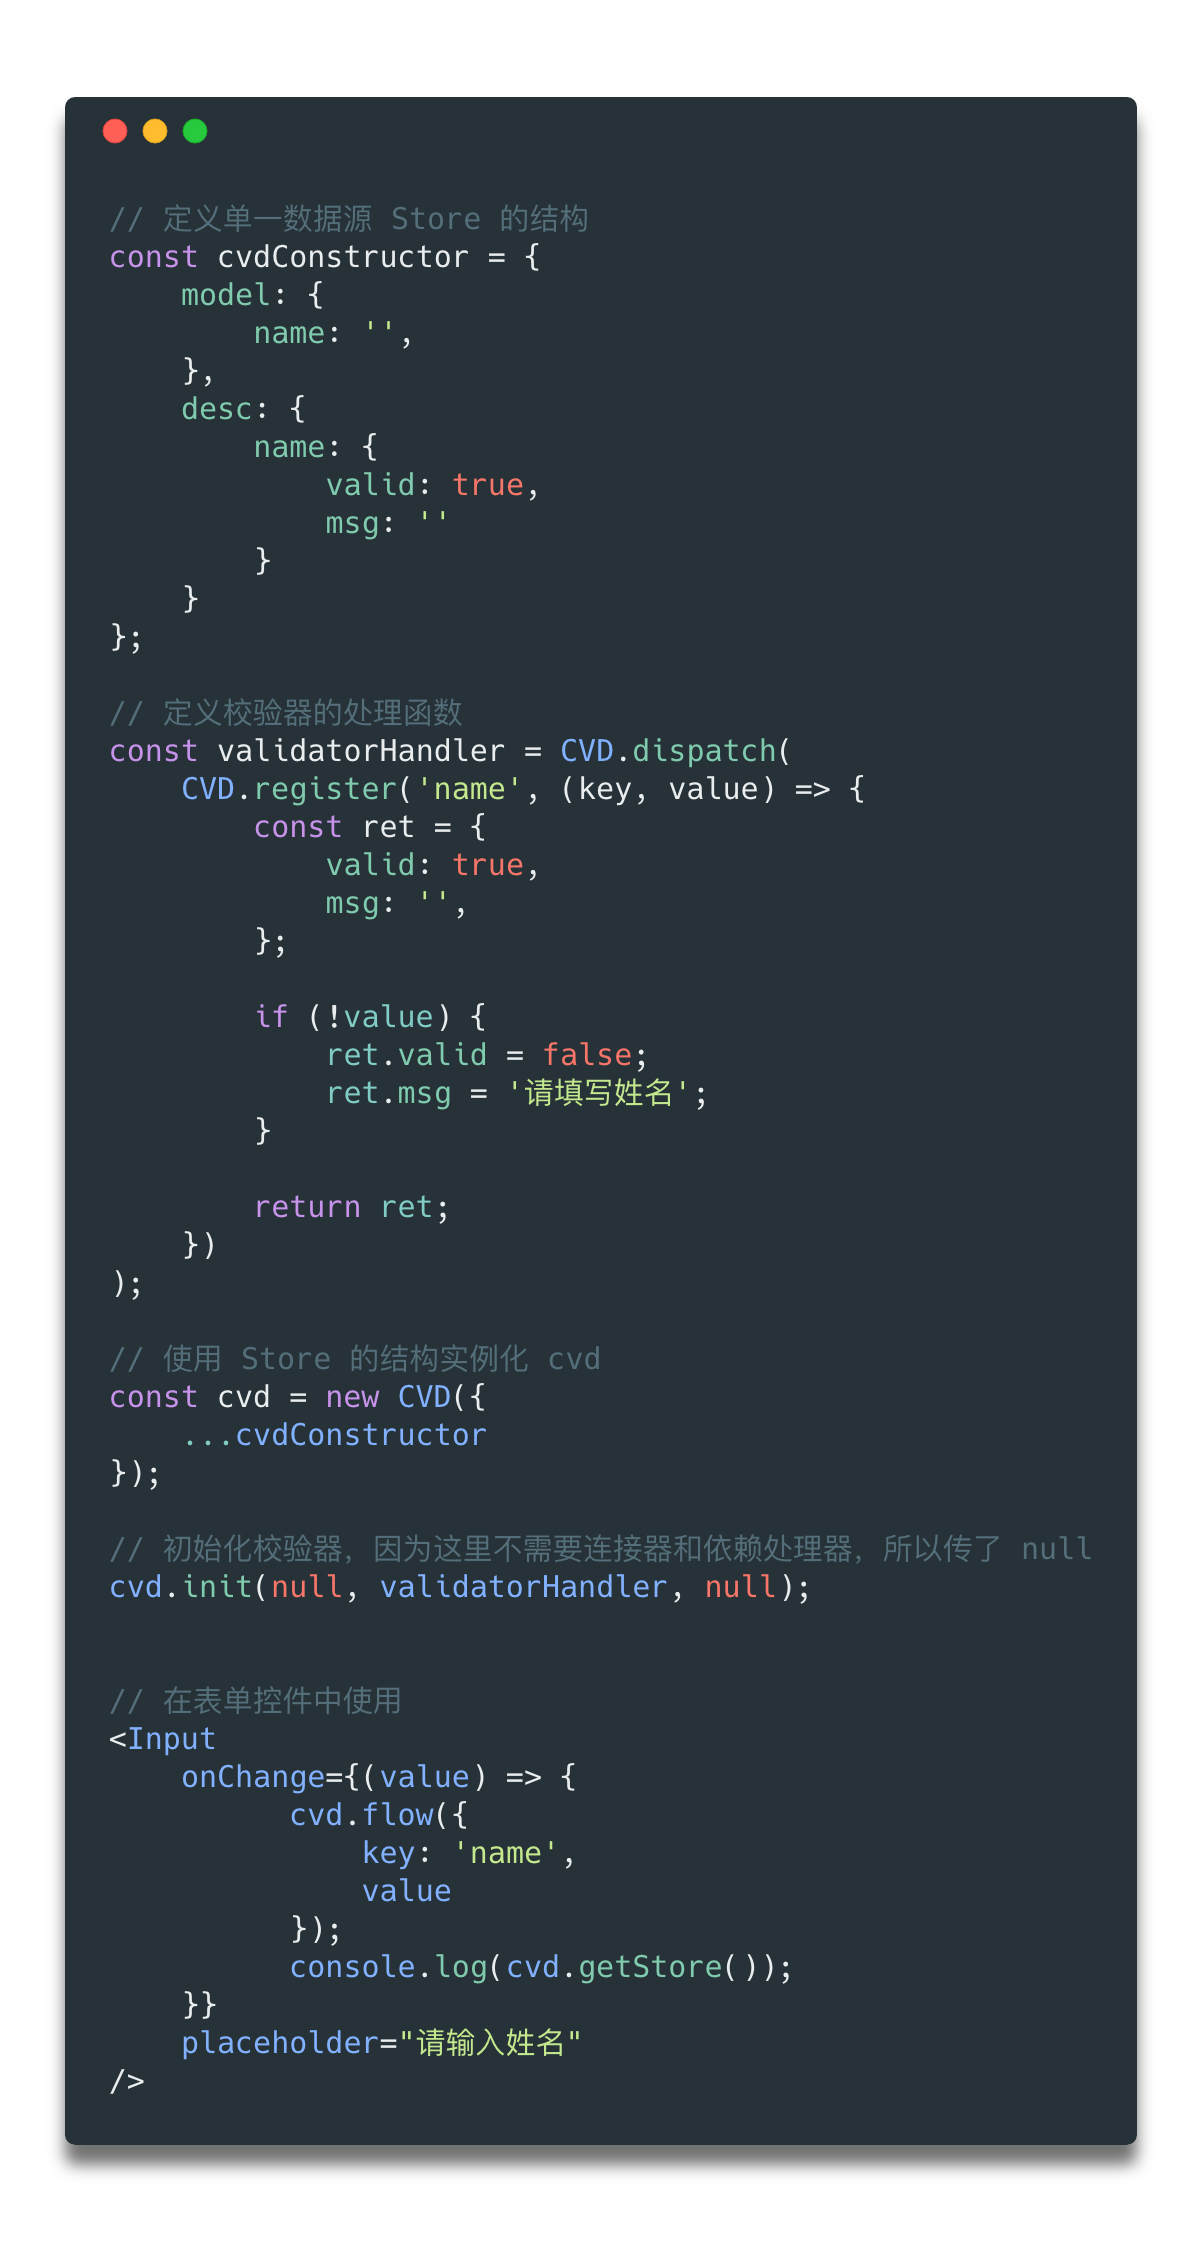 // 定义单一数据源 Store 的结构
const cvdConstructor = {
    model: {
        name: '',
    },
    desc: {
        name: {
            valid: true,
            msg: ''
        }
    }
};

// 定义校验器的处理函数
const validatorHandler = CVD.dispatch(
    CVD.register('name', (key, value) => {
        const ret = {
            valid: true,
            msg: '',
        };

        if (!value) {
            ret.valid = false;
            ret.msg = '请填写姓名';
        }

        return ret;
    })
);

// 使用 Store 的结构实例化 cvd
const cvd = new CVD({
    ...cvdConstructor
});

// 初始化校验器，因为这里不需要连接器和依赖处理器，所以传了 null
cvd.init(null, validatorHandler, null);


// 在表单控件中使用
<Input
    onChange={(value) => {
          cvd.flow({
              key: 'name',
              value
          });
          console.log(cvd.getStore());
    }}
    placeholder="请输入姓名"
/>